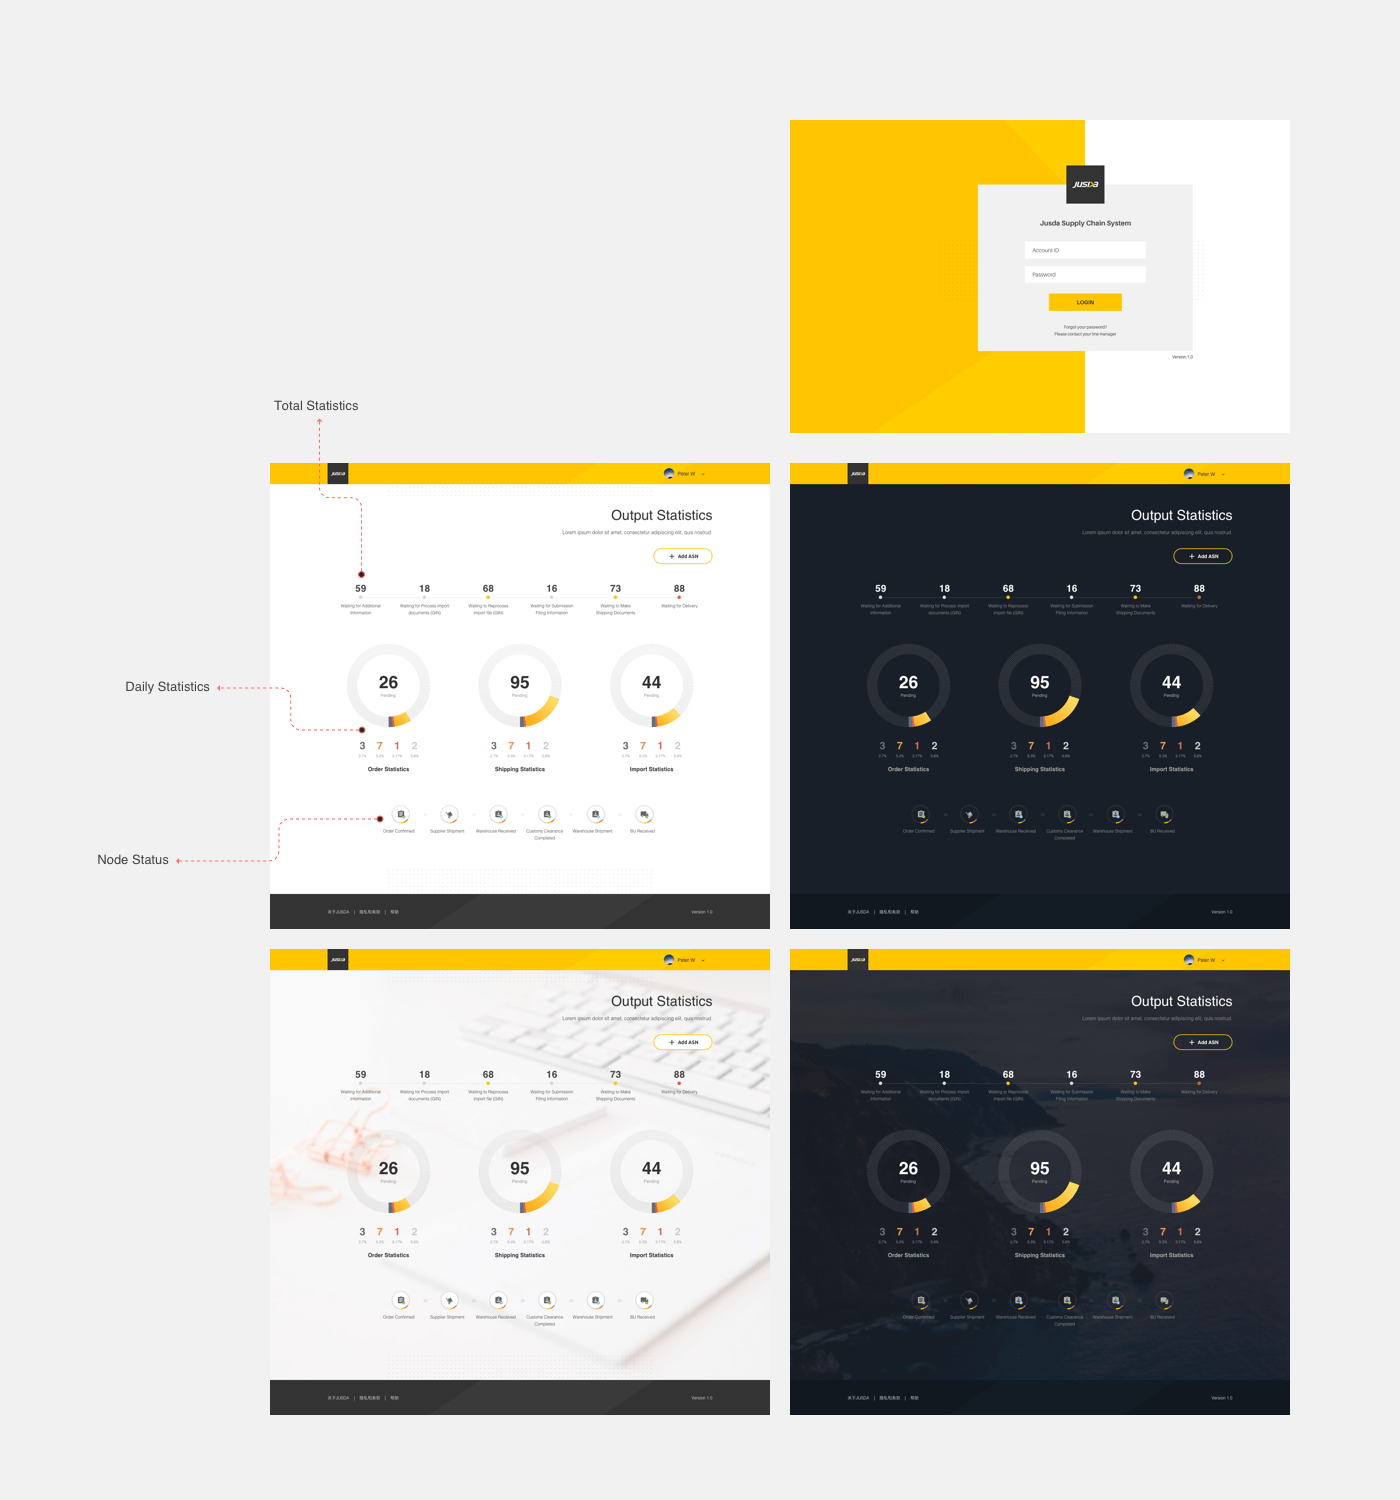 JUSDA
Jusda Supply Chain System
Account ID
Password
LOGIN
Forgot your password?
Please contact your line manager
Version 1.0
Total Statistics
Daily Statistics
Node Status
JUSDA
Peter W
Output Statistics
Lorem ipsum dolor sit amet, consectetur adipiscing elit, quis nostrud.
+ Add ASN
59 18 68 16 73 88
Waiting for Additional Waiting for Process import Waiting to Reprocess Waiting for Submission Waiting to Make Waiting for Delivery
Information documents (GIN) import file (GIN) Filing Information Shipping Documents
26 95 44
Pending Pending Pending
3 7 1 2 3 7 1 2 3 7 1 2
Order Statistics Shipping Statistics Import Statistics
Order Confirmed Supplier Shipment Warehouse Received Customs Clearance Warehouse Shipment BU Received
Completed
关于JUSDA | 隐私和条款 | 帮助 Version 1.0
JUSDA
Peter W
Output Statistics
Lorem ipsum dolor sit amet, consectetur adipiscing elit, quis nostrud.
+ Add ASN
59 18 68 16 73 88
Waiting for Additional Waiting for Process import Waiting to Reprocess Waiting for Submission Waiting to Make Waiting for Delivery
Information documents (GIN) import file (GIN) Filing Information Shipping Documents
26 95 44
Pending Pending Pending
3 7 1 2 3 7 1 2 3 7 1 2
Order Statistics Shipping Statistics Import Statistics
Order Confirmed Supplier Shipment Warehouse Received Customs Clearance Warehouse Shipment BU Received
Completed
关于JUSDA | 隐私和条款 | 帮助 Version 1.0
JUSDA
Peter W
Output Statistics
Lorem ipsum dolor sit amet, consectetur adipiscing elit, quis nostrud.
+ Add ASN
59 18 68 16 73 88
Waiting for Additional Waiting for Process import Waiting to Reprocess Waiting for Submission Waiting to Make Waiting for Delivery
Information documents (GIN) import file (GIN) Filing Information Shipping Documents
26 95 44
Pending Pending Pending
3 7 1 2 3 7 1 2 3 7 1 2
Order Statistics Shipping Statistics Import Statistics
Order Confirmed Supplier Shipment Warehouse Received Customs Clearance Warehouse Shipment BU Received
Completed
关于JUSDA | 隐私和条款 | 帮助 Version 1.0
JUSDA
Peter W
Output Statistics
Lorem ipsum dolor sit amet, consectetur adipiscing elit, quis nostrud.
+ Add ASN
59 18 68 16 73 88
Waiting for Additional Waiting for Process import Waiting to Reprocess Waiting for Submission Waiting to Make Waiting for Delivery
Information documents (GIN) import file (GIN) Filing Information Shipping Documents
26 95 44
Pending Pending Pending
3 7 1 2 3 7 1 2 3 7 1 2
Order Statistics Shipping Statistics Import Statistics
Order Confirmed Supplier Shipment Warehouse Received Customs Clearance Warehouse Shipment BU Received
Completed
关于JUSDA | 隐私和条款 | 帮助 Version 1.0